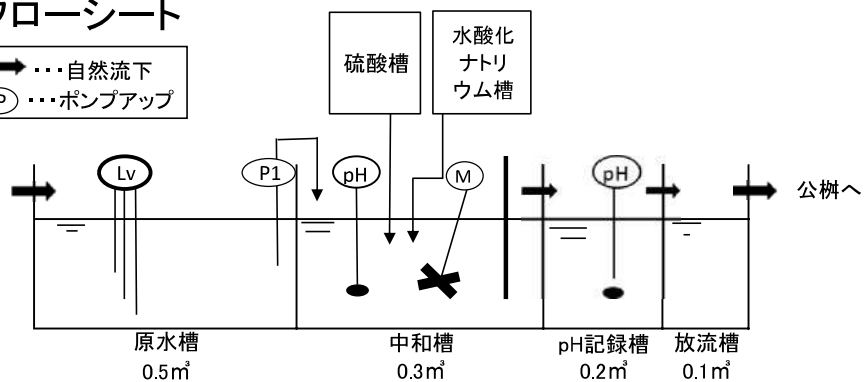 フローシート
・・・自然流下
P ・・・ポンプアップ
硫酸槽
水酸化
ナトリ
ウム槽
Lv
P1
pH
M
pH
公桝へ
原水槽
0.5㎥
中和槽
0.3㎥
pH記録槽
0.2㎥
放流槽
0.1㎥